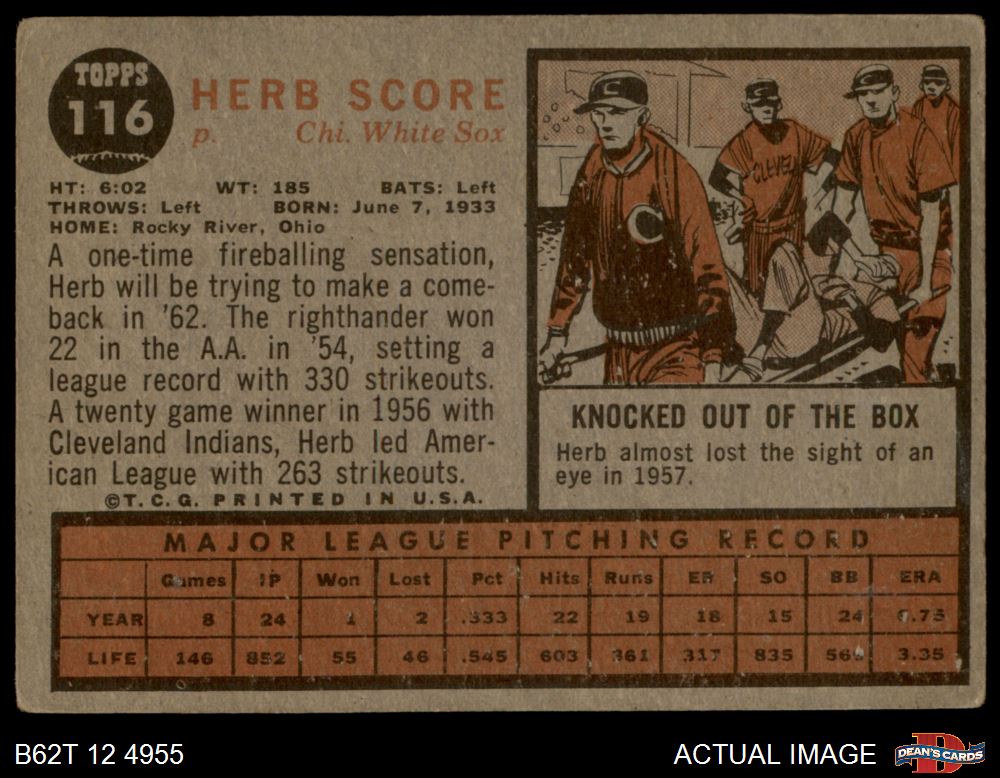 TOPPS
116
HERB SCORE
p. Chi. White Sox
HT: 6:02 WT: 185 BATS: Left
THROWS: Left BORN: June 7, 1933
HOME: Rocky River, Ohio
A one-time fireballing sensation,
Herb will be trying to make a come-
back in '62. The righthander won
22 in the A.A. in '54, setting a
league record with 330 strikeouts.
A twenty game winner in 1956 with
Cleveland Indians, Herb led Amer-
ican League with 263 strikeouts.
©T.C.G. PRINTED IN U.S.A.
C
C
C
CLEVEL
C
KNOCKED OUT OF THE BOX
Herb almost lost the sight of an
eye in 1957.
MAJOR LEAGUE PITCHING RECORD
Games IP Won Lost Pct Hits Runs ER SO BB ERA
YEAR 8 24 1 2 .333 22 19 18 15 24 6.75
LIFE 146 852 55 46 .545 603 361 317 835 569 3.35
B62T 12 4955
ACTUAL IMAGE
D
DEAN'S CARDS